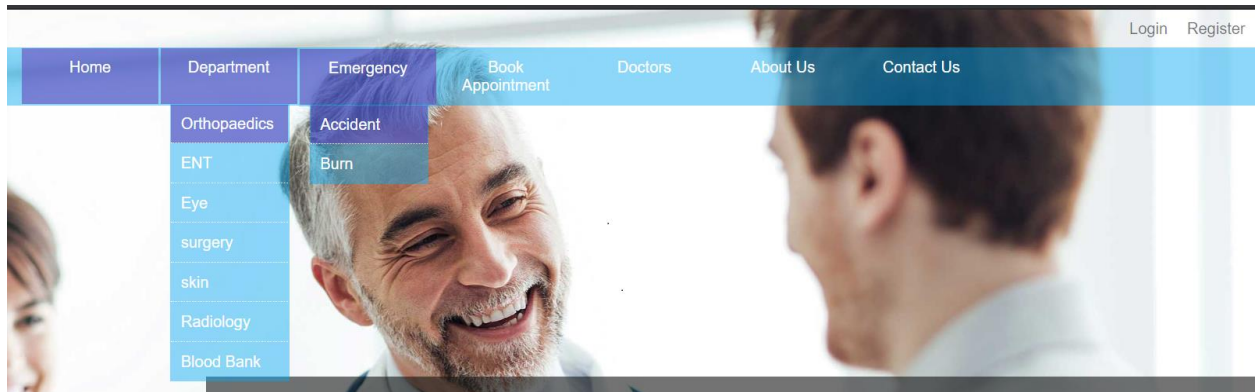 Login Register
Home Department Emergency Book Appointment Doctors About Us Contact Us
Orthopaedics
ENT
Eye
surgery
skin
Radiology
Blood Bank
Accident
Burn